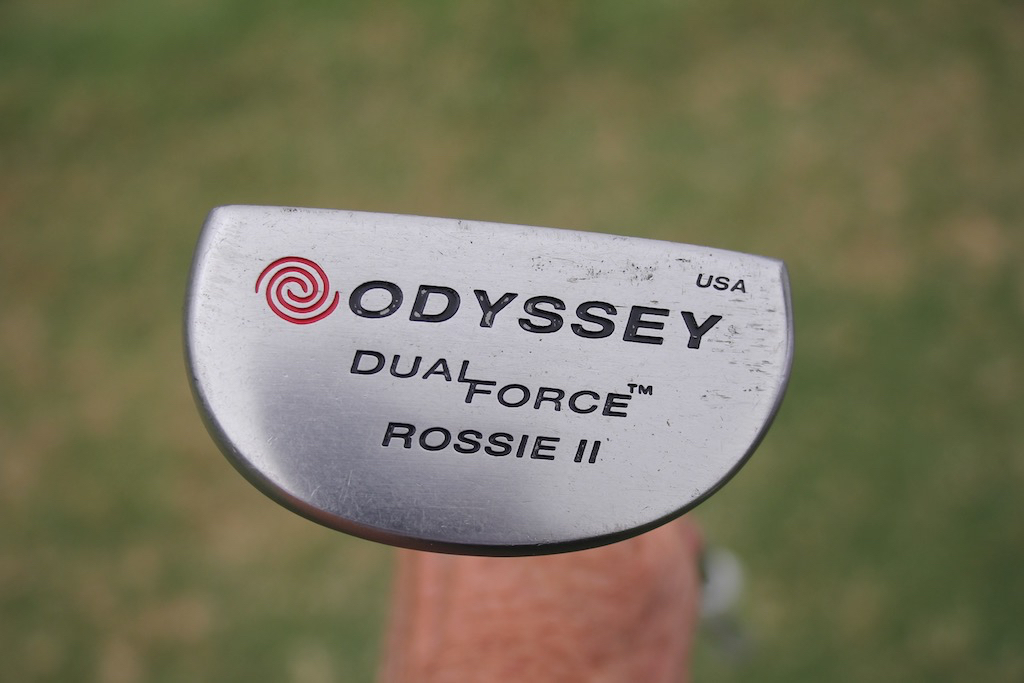 USA
ODYSSEY
DUAL FORCE™
ROSSIE II